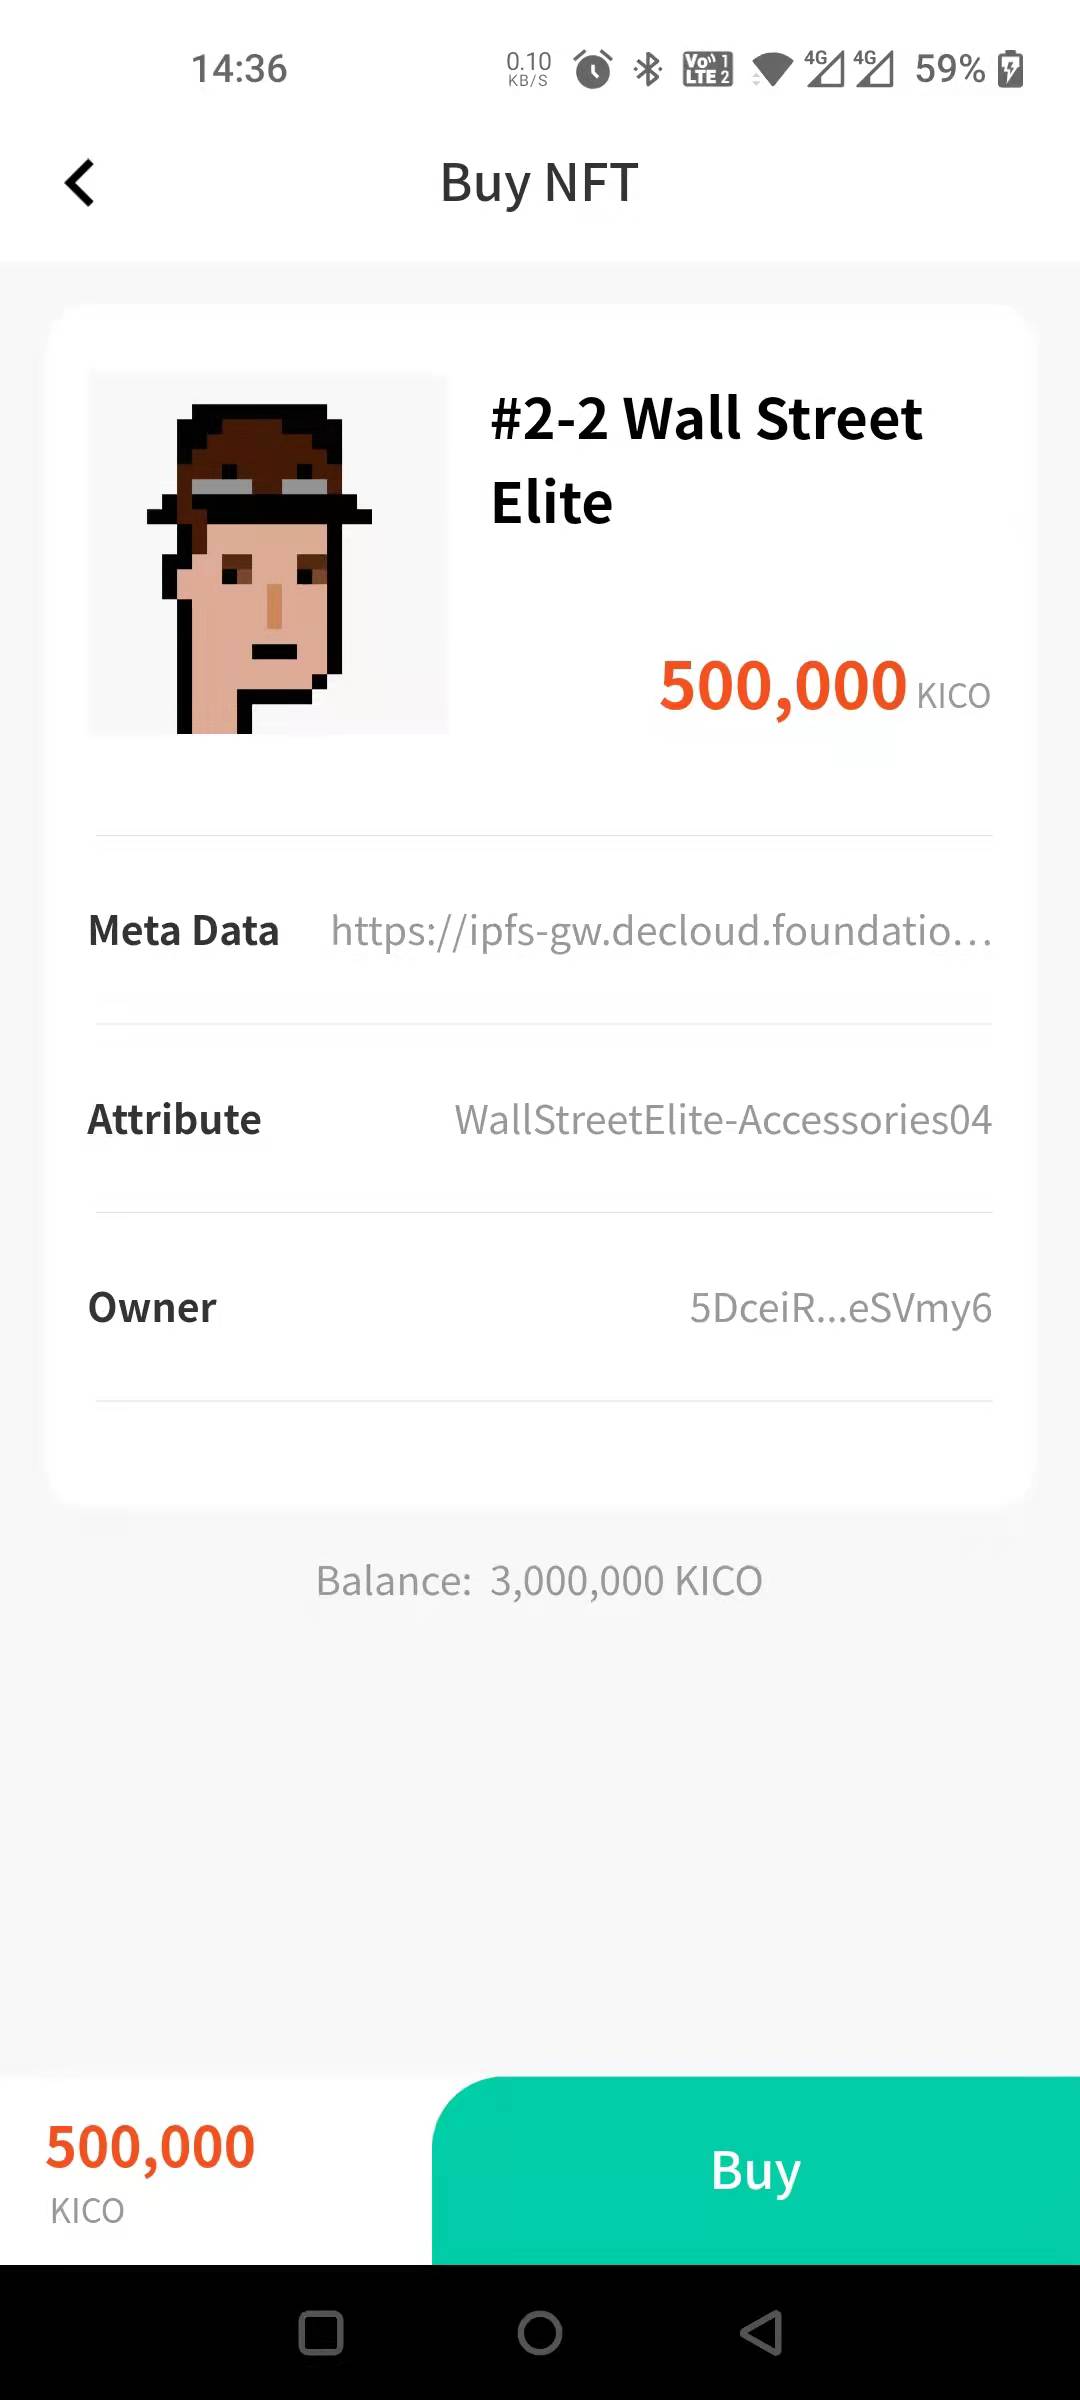 14:36
0.10
KB/S
Vo)) 1
LTE 2
4G
4G
59%
Buy NFT
#2-2 Wall Street
Elite
500,000 KICO
Meta Data https://ipfs-gw.decloud.foundatio...
Attribute WallStreetElite-Accessories04
Owner 5DceiR...eSVmy6
Balance: 3,000,000 KICO
500,000
KICO
Buy